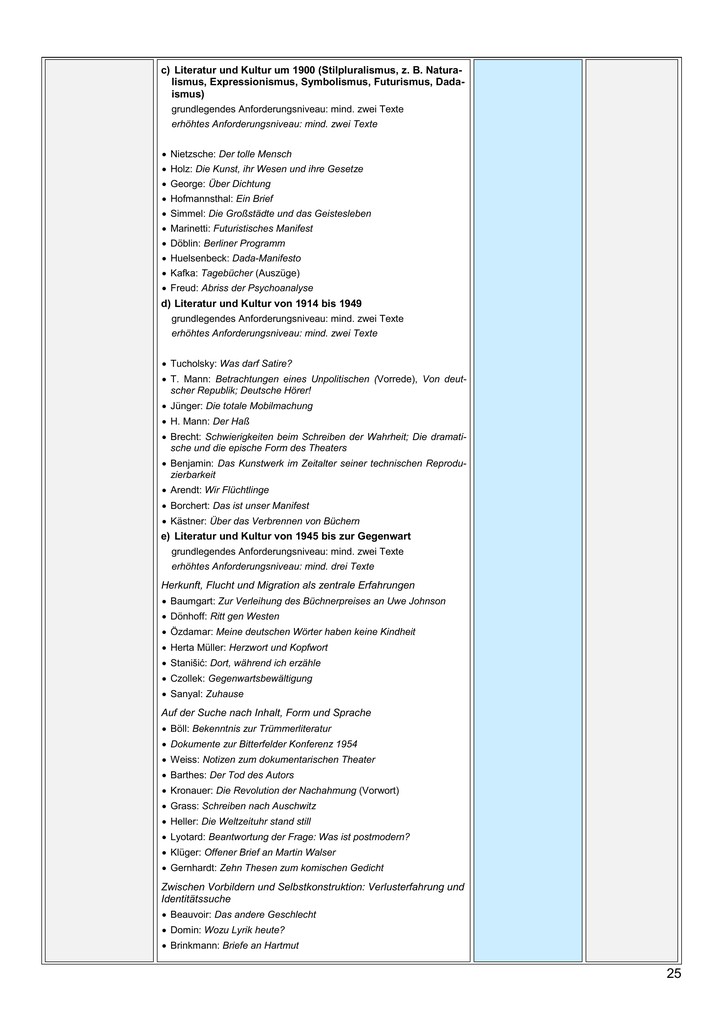 c) Literatur und Kultur um 1900 (Stilpluralismus, z. B. Natura-
lismus, Expressionismus, Symbolismus, Futurismus, Dada-
ismus)
grundlegendes Anforderungsniveau: mind. zwei Texte
erhöhtes Anforderungsniveau: mind. zwei Texte
• Nietzsche: Der tolle Mensch
• Holz: Die Kunst, ihr Wesen und ihre Gesetze
• George: Über Dichtung
• Hofmannsthal: Ein Brief
• Simmel: Die Großstädte und das Geistesleben
• Marinetti: Futuristisches Manifest
• Döblin: Berliner Programm
• Huelsenbeck: Dada-Manifesto
• Kafka: Tagebücher (Auszüge)
• Freud: Abriss der Psychoanalyse
d) Literatur und Kultur von 1914 bis 1949
grundlegendes Anforderungsniveau: mind. zwei Texte
erhöhtes Anforderungsniveau: mind. zwei Texte
• Tucholsky: Was darf Satire?
• T. Mann: Betrachtungen eines Unpolitischen (Vorrede), Von deut-
scher Republik; Deutsche Hörer!
• Jünger: Die totale Mobilmachung
• H. Mann: Der Haß
• Brecht: Schwierigkeiten beim Schreiben der Wahrheit; Die dramati-
sche und die epische Form des Theaters
• Benjamin: Das Kunstwerk im Zeitalter seiner technischen Reprodu-
zierbarkeit
• Arendt: Wir Flüchtlinge
• Borchert: Das ist unser Manifest
• Kästner: Über das Verbrennen von Büchern
e) Literatur und Kultur von 1945 bis zur Gegenwart
grundlegendes Anforderungsniveau: mind. zwei Texte
erhöhtes Anforderungsniveau: mind. drei Texte
Herkunft, Flucht und Migration als zentrale Erfahrungen
• Baumgart: Zur Verleihung des Büchnerpreises an Uwe Johnson
• Dönhoff: Ritt gen Westen
• Özdamar: Meine deutschen Wörter haben keine Kindheit
• Herta Müller: Herzwort und Kopfwort
• Stanišić: Dort, während ich erzähle
• Czollek: Gegenwartsbewältigung
• Sanyal: Zuhause
Auf der Suche nach Inhalt, Form und Sprache
• Böll: Bekenntnis zur Trümmerliteratur
• Dokumente zur Bitterfelder Konferenz 1954
• Weiss: Notizen zum dokumentarischen Theater
• Barthes: Der Tod des Autors
• Kronauer: Die Revolution der Nachahmung (Vorwort)
• Grass: Schreiben nach Auschwitz
• Heller: Die Weltzeituhr stand still
• Lyotard: Beantwortung der Frage: Was ist postmodern?
• Klüger: Offener Brief an Martin Walser
• Gernhardt: Zehn Thesen zum komischen Gedicht
Zwischen Vorbildern und Selbstkonstruktion: Verlusterfahrung und
Identitätssuche
• Beauvoir: Das andere Geschlecht
• Domin: Wozu Lyrik heute?
• Brinkmann: Briefe an Hartmut
25